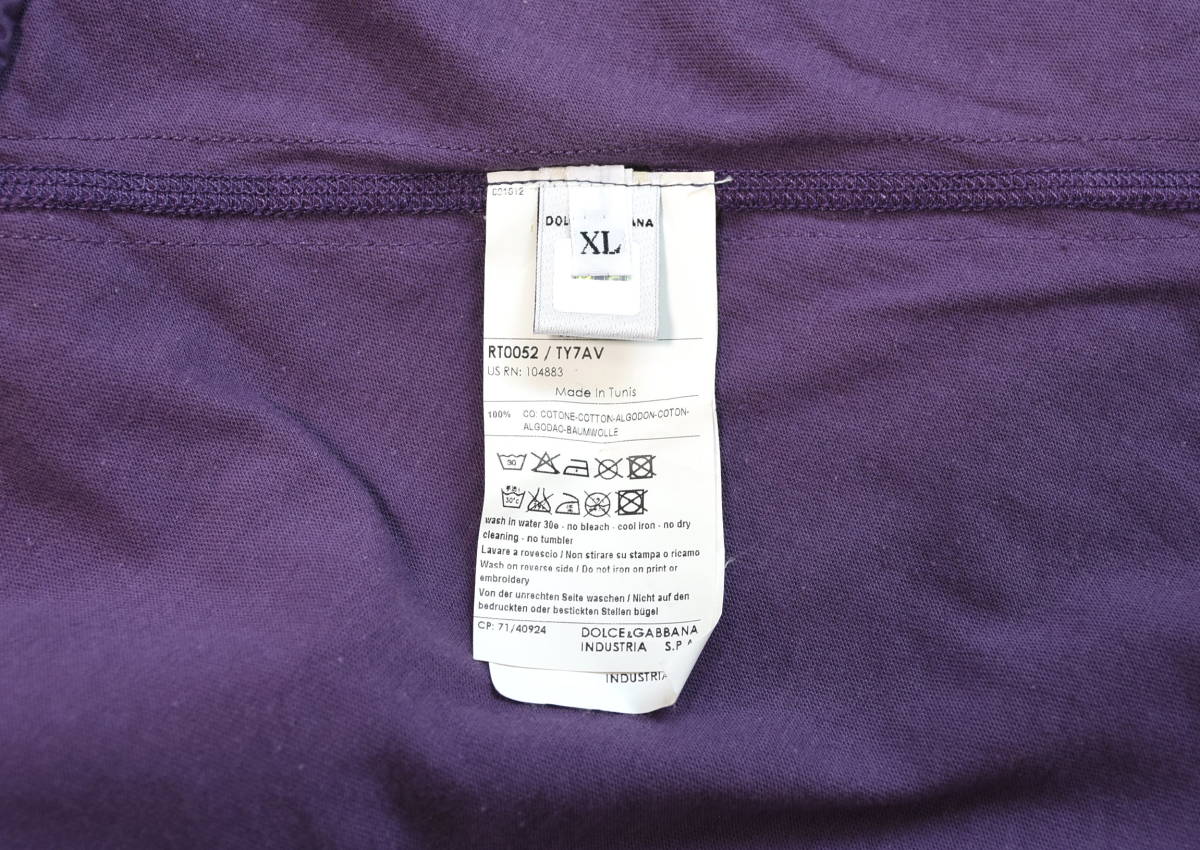 XL
RT0052 / TY7AV
US RN: 104883
Made In Tunis
100% CO: COTONE-COTTON-ALGODON-COTON-
ALGODAO-BAUMWOLLE
30
30°C
wash in water 30e - no bleach - cool iron - no dry
cleaning - no tumbler
Lavare a rovescio / Non stirare su stampa o ricamo
Wash on reverse side / Do not iron on print or
embroidery
Von der unrechten Seite waschen / Nicht auf den
bedruckten oder bestickten Stellen bügel
CP: 71/40924 DOLCE&GABBANA
INDUSTRIA S.P
INDUSTRIA